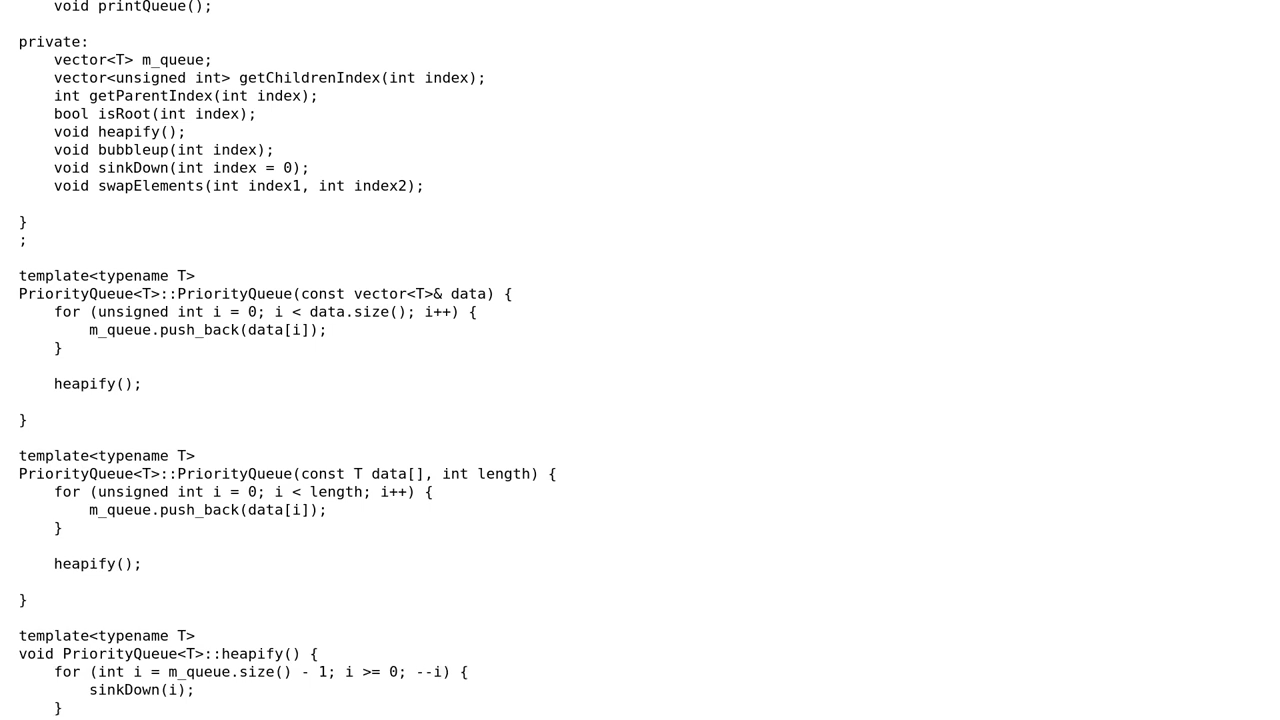 void printQueue();

private:
    vector<T> m_queue;
    vector<unsigned int> getChildrenIndex(int index);
    int getParentIndex(int index);
    bool isRoot(int index);
    void heapify();
    void bubbleup(int index);
    void sinkDown(int index = 0);
    void swapElements(int index1, int index2);

}
;

template<typename T>
PriorityQueue<T>::PriorityQueue(const vector<T>& data) {
    for (unsigned int i = 0; i < data.size(); i++) {
        m_queue.push_back(data[i]);
    }

    heapify();

}

template<typename T>
PriorityQueue<T>::PriorityQueue(const T data[], int length) {
    for (unsigned int i = 0; i < length; i++) {
        m_queue.push_back(data[i]);
    }

    heapify();

}

template<typename T>
void PriorityQueue<T>::heapify() {
    for (int i = m_queue.size() - 1; i >= 0; --i) {
        sinkDown(i);
    }